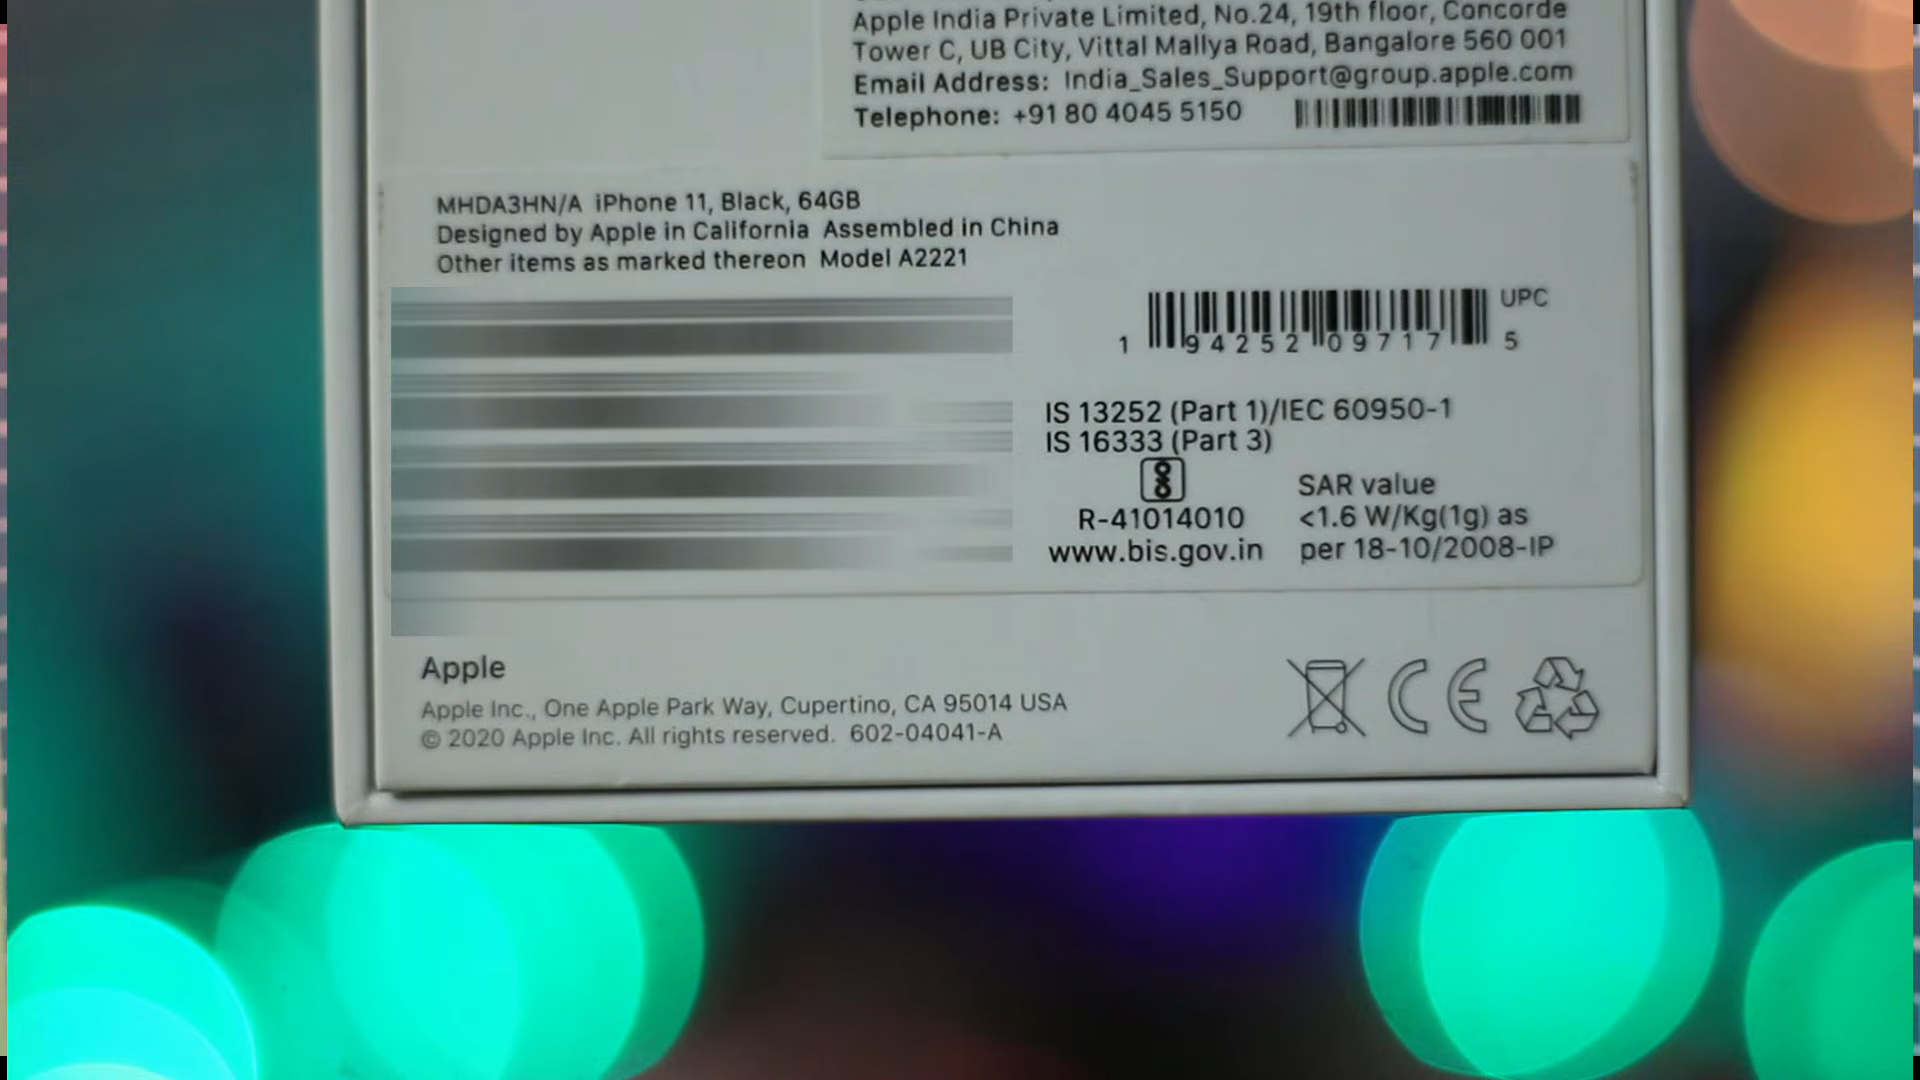 Apple India Private Limited, No.24, 19th floor, Concorde
Tower C, UB City, Vittal Mallya Road, Bangalore 560 001
Email Address: India_Sales_Support@group.apple.com
Telephone: +91 80 4045 5150
MHDA3HN/A iPhone 11, Black, 64GB
Designed by Apple in California Assembled in China
Other items as marked thereon Model A2221
UPC
1 94252 09717 5
IS 13252 (Part 1)/IEC 60950-1
IS 16333 (Part 3)
R-41014010
www.bis.gov.in
SAR value
<1.6 W/Kg(1g) as
per 18-10/2008-IP
Apple
Apple Inc., One Apple Park Way, Cupertino, CA 95014 USA
© 2020 Apple Inc. All rights reserved. 602-04041-A
CE